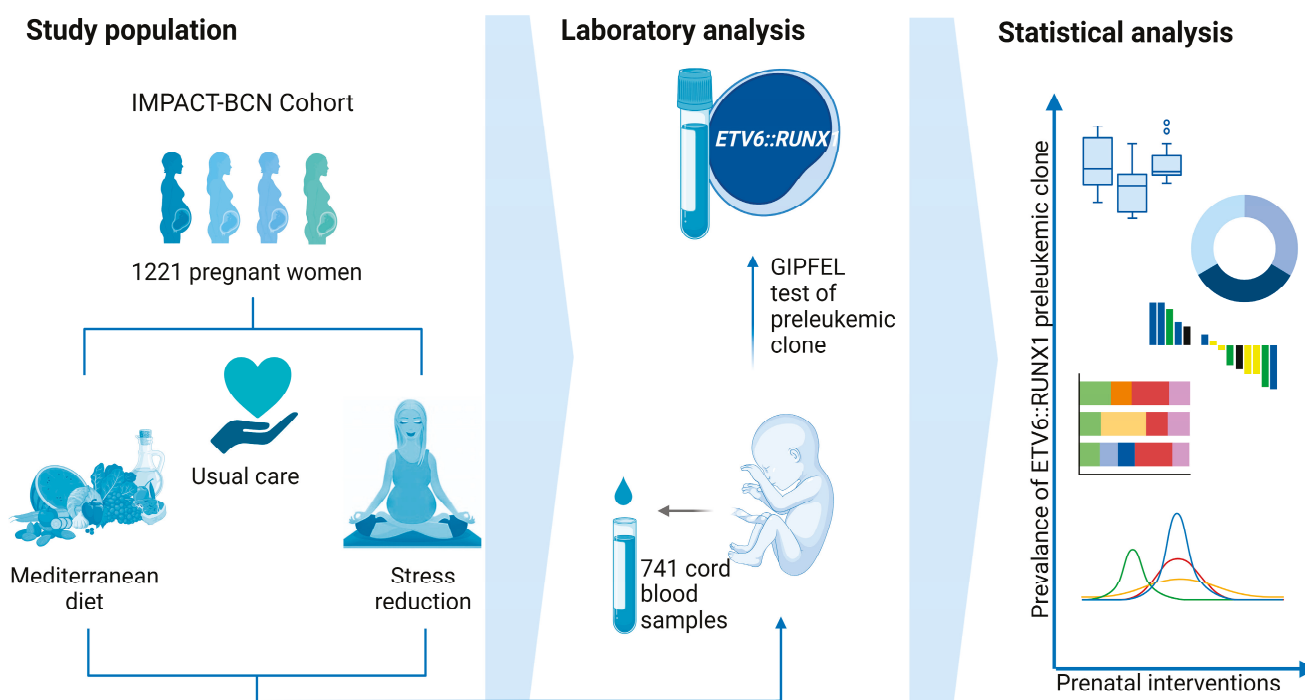 Study population
IMPACT-BCN Cohort
1221 pregnant women
Usual care
Mediterranean
diet
Stress
reduction
Laboratory analysis
ETV6::RUNX1
GIPFEL
test of
preleukemic
clone
741 cord
blood
samples
Statistical analysis
Prevalance of ETV6::RUNX1 preleukemic clone
Prenatal interventions